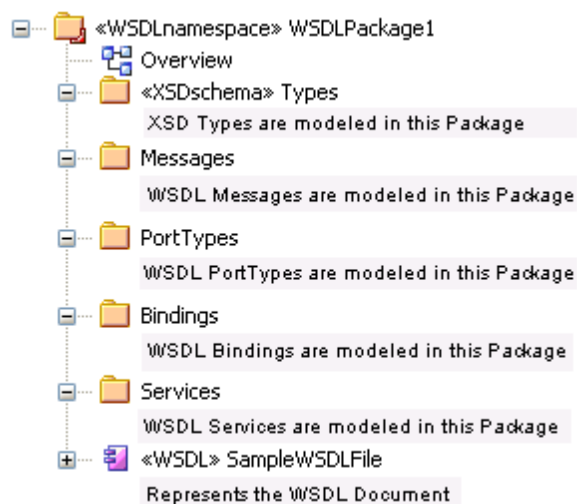 «WSDLnamespace» WSDLPackage1
Overview
«XSDschema» Types
XSD Types are modeled in this Package
Messages
WSDL Messages are modeled in this Package
PortTypes
WSDL PortTypes are modeled in this Package
Bindings
WSDL Bindings are modeled in this Package
Services
WSDL Services are modeled in this Package
«WSDL» SampleWSDLFile
Represents the WSDL Document